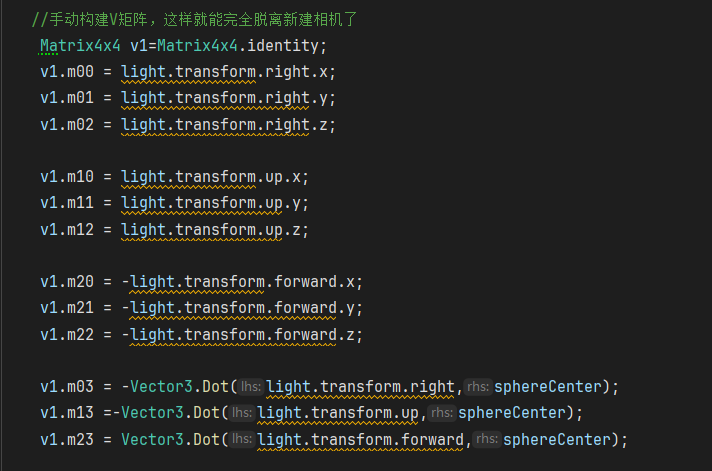 //手动构建V矩阵，这样就能完全脱离新建相机了
Matrix4x4 v1=Matrix4x4.identity;
v1.m00 = light.transform.right.x;
v1.m01 = light.transform.right.y;
v1.m02 = light.transform.right.z;
v1.m10 = light.transform.up.x;
v1.m11 = light.transform.up.y;
v1.m12 = light.transform.up.z;
v1.m20 = -light.transform.forward.x;
v1.m21 = -light.transform.forward.y;
v1.m22 = -light.transform.forward.z;
v1.m03 = -Vector3.Dot(lhs:light.transform.right,rhs:sphereCenter);
v1.m13 =-Vector3.Dot(lhs:light.transform.up,rhs:sphereCenter);
v1.m23 = Vector3.Dot(lhs:light.transform.forward,rhs:sphereCenter);